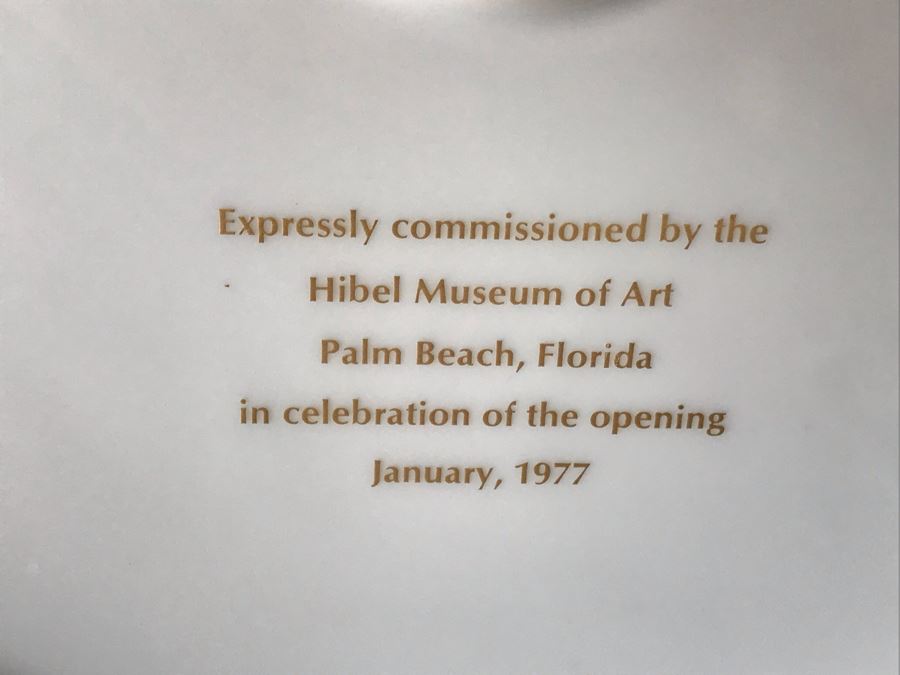 Expressly commissioned by the
Hibel Museum of Art
Palm Beach, Florida
in celebration of the opening
January, 1977